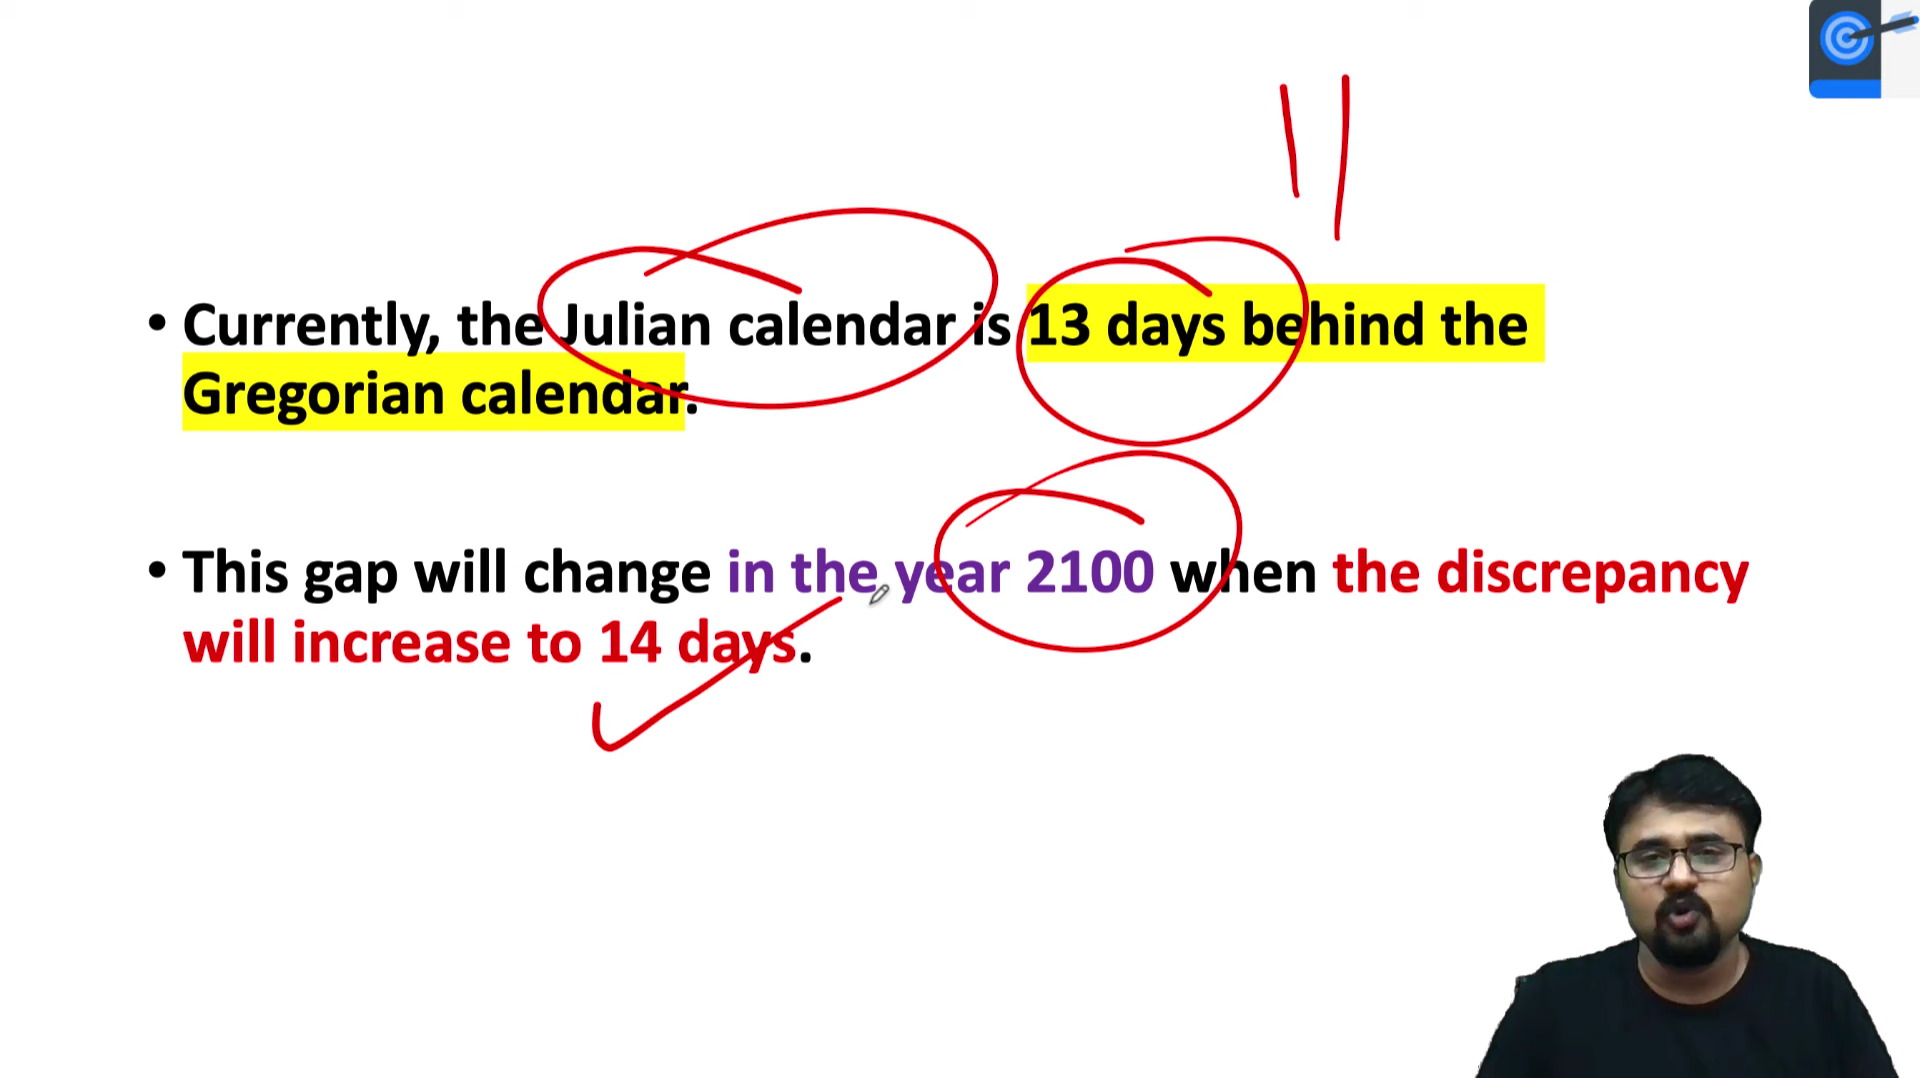 11
• Currently, the Julian calendar is 13 days behind the
Gregorian calendar.
• This gap will change in the year 2100 when the discrepancy
will increase to 14 days.